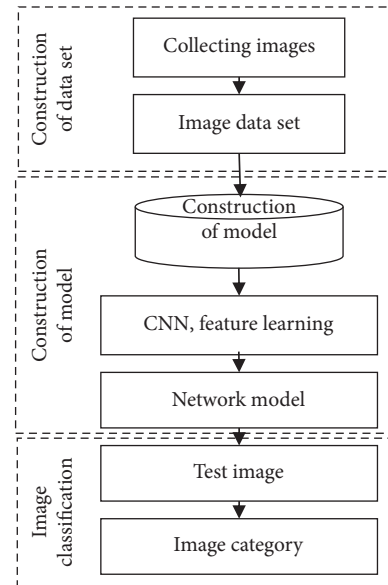 Construction
of data set
Collecting images
Image data set
Construction
of model
Construction
of model
CNN, feature learning
Network model
Image
classification
Test image
Image category